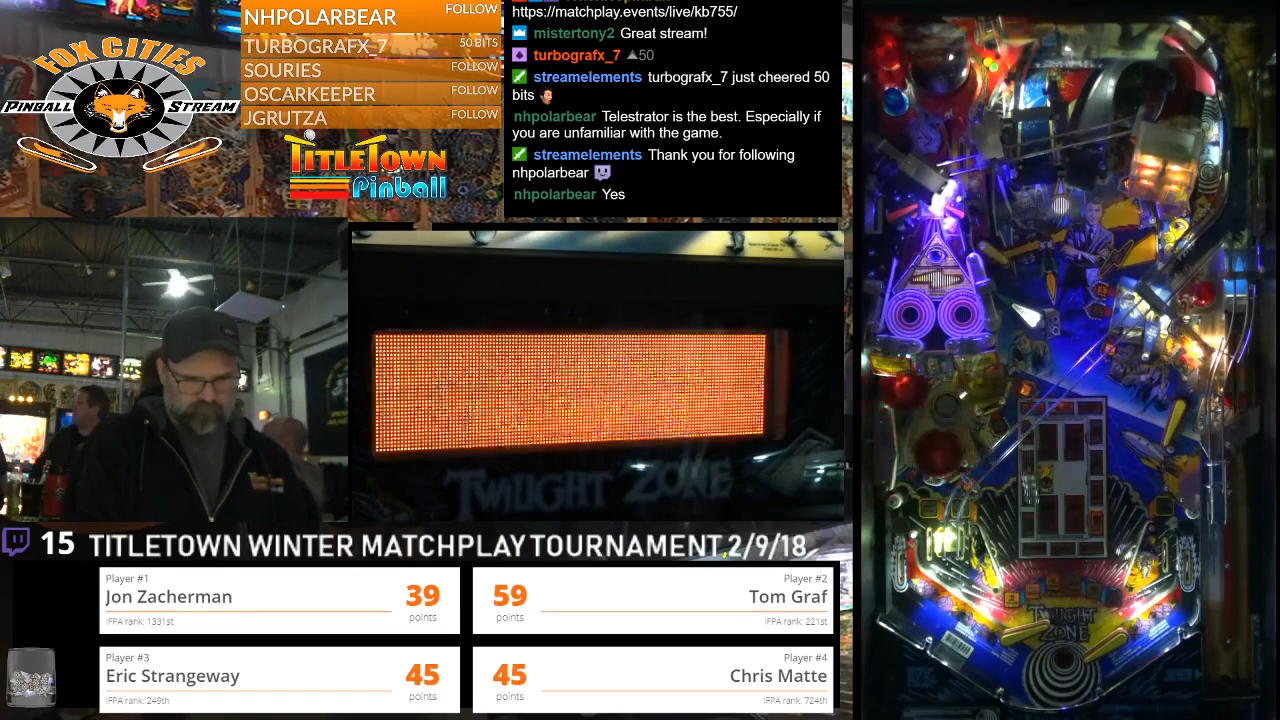 FOX CITIES
PINBALL STREAM
NHPOLARBEAR FOLLOW
TURBOGRAFX_7 50 BITS
SOURIES FOLLOW
OSCARKEEPER FOLLOW
JGRUTZA FOLLOW
TITLETOWN
Pinball
https://matchplay.events/live/kb755/
mistertony2 Great stream!
turbografx_7 50
streamelements turbografx_7 just cheered 50
bits
nhpolarbear Telestrator is the best. Especially if
you are unfamiliar with the game.
streamelements Thank you for following
nhpolarbear
nhpolarbear Yes
TWILIGHT ZONE
15 TITLETOWN WINTER MATCHPLAY TOURNAMENT, 2/9/18
Player #1
Jon Zacherman
39
points
IFPA rank: 1331st
Player #2
59
points
Tom Graf
IFPA rank: 221st
Player #3
Eric Strangeway
45
points
IFPA rank: 249th
Player #4
45
points
Chris Matte
IFPA rank: 724th
TWILIGHT
ZONE